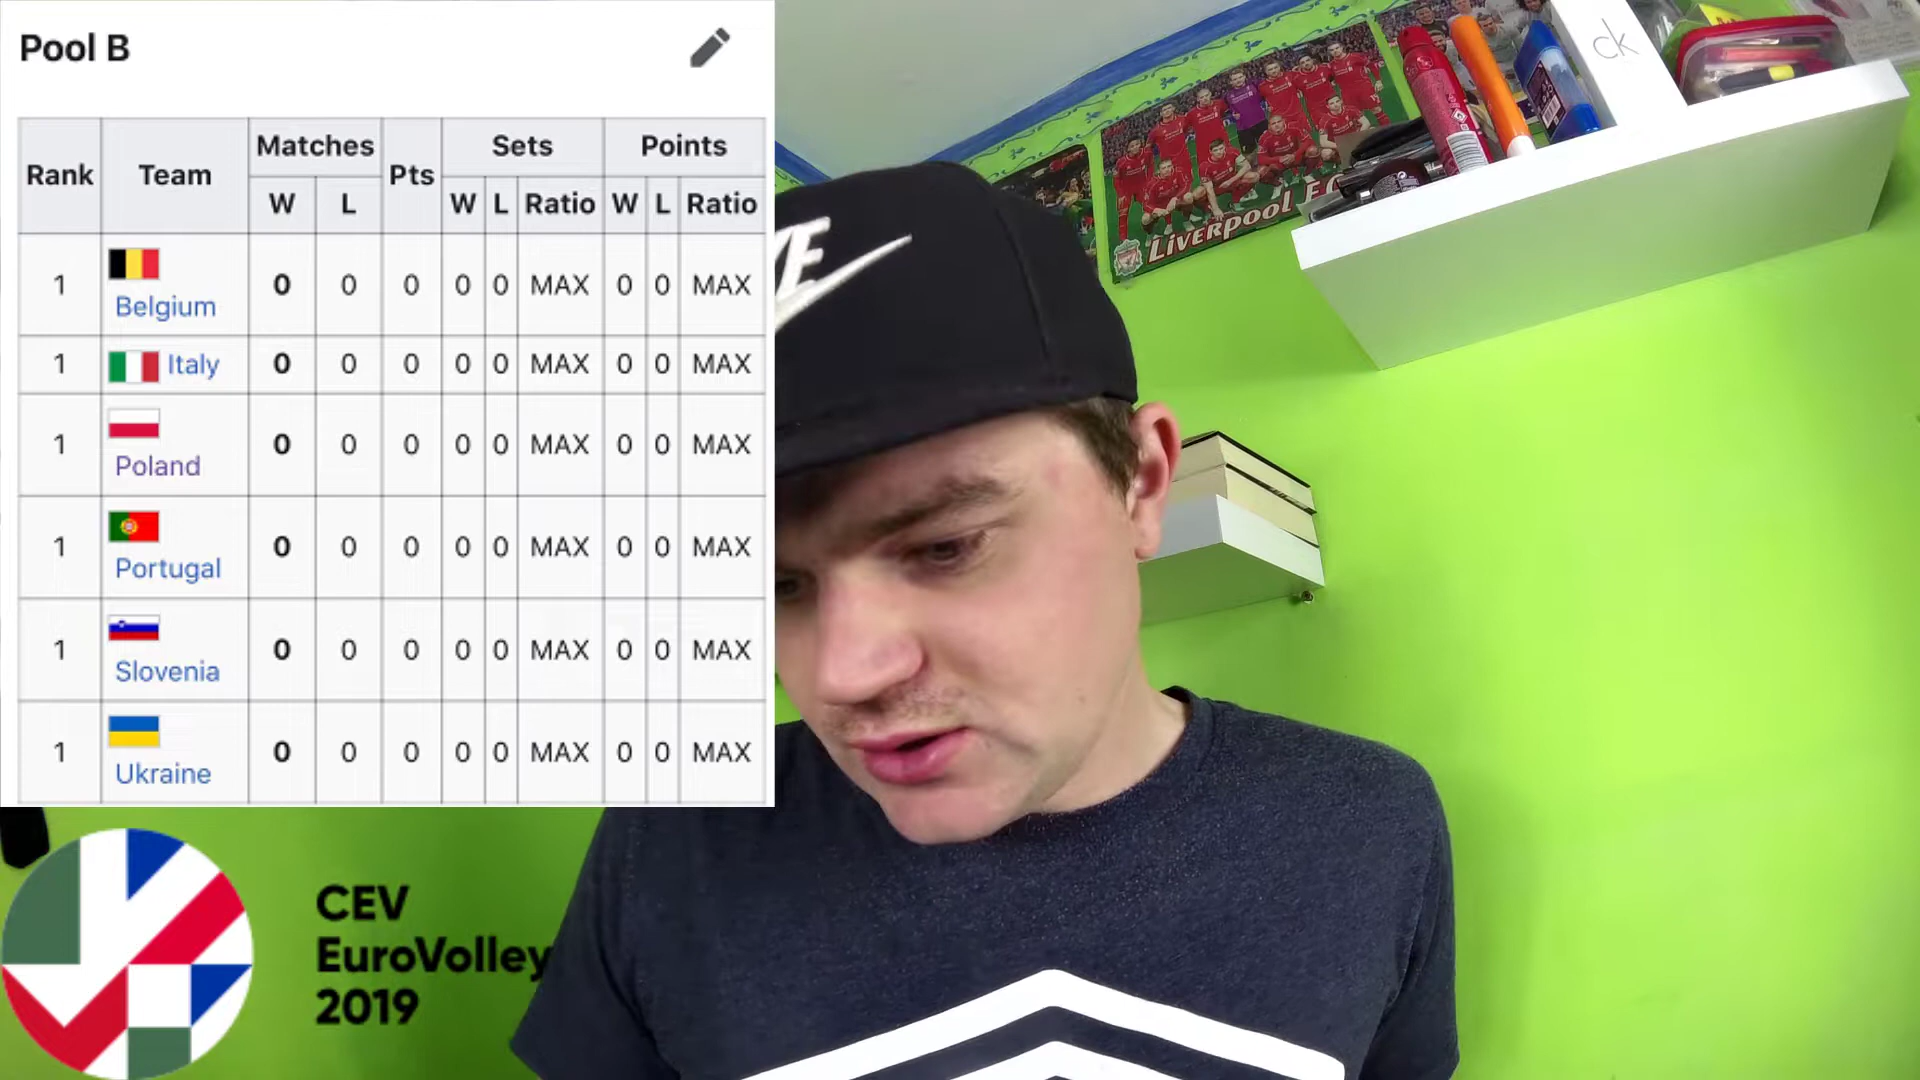 Pool B
Rank Team Matches Pts Sets Points
W L W L Ratio W L Ratio
1 Belgium 0 0 0 0 0 MAX 0 0 MAX
1 Italy 0 0 0 0 0 MAX 0 0 MAX
1 Poland 0 0 0 0 0 MAX 0 0 MAX
1 Portugal 0 0 0 0 0 MAX 0 0 MAX
1 Slovenia 0 0 0 0 0 MAX 0 0 MAX
1 Ukraine 0 0 0 0 0 MAX 0 0 MAX
ck
Liverpool FC
CEV
EuroVolley
2019